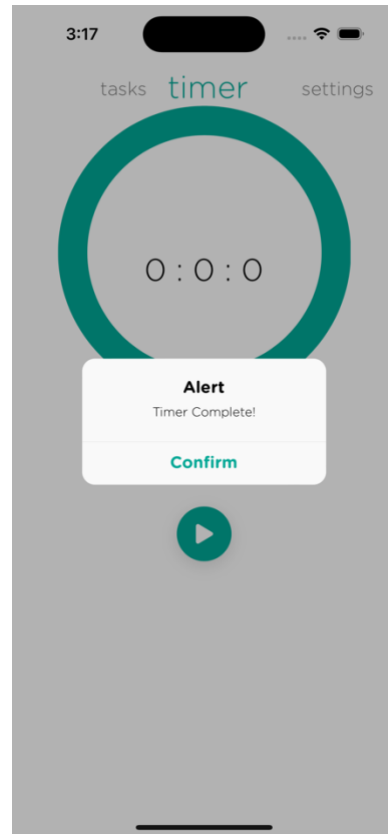 3:17
tasks timer settings
0 : 0 : 0
Alert
Timer Complete!
Confirm